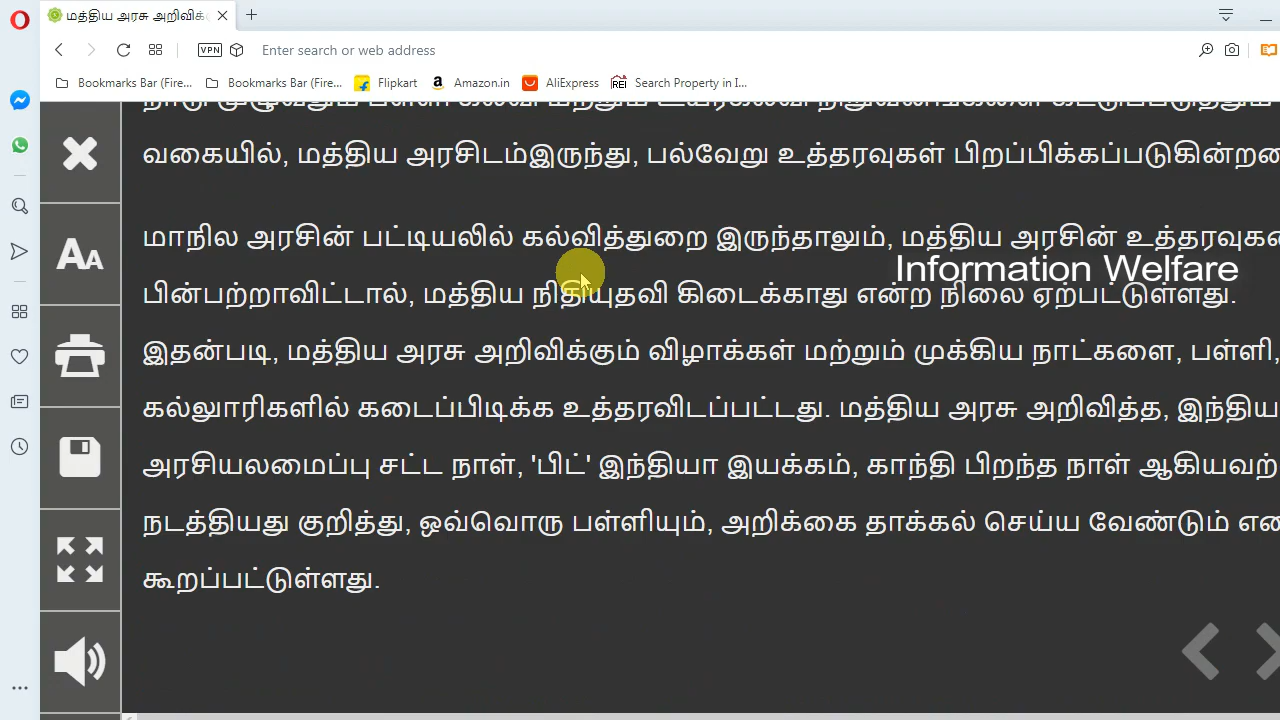 மத்திய அரசு அறிவிக்
VPN
Enter search or web address
Bookmarks Bar (Fire...
Bookmarks Bar (Fire...
Flipkart
Amazon.in
AliExpress
REI
Search Property in I...
வகையில், மத்திய அரசிடம்இருந்து, பல்வேறு உத்தரவுகள் பிறப்பிக்கப்படுகின்றன
மாநில அரசின் பட்டியலில் கல்வித்துறை இருந்தாலும், மத்திய அரசின் உத்தரவுகளை
Information Welfare
பின்பற்றாவிட்டால், மத்திய நிதியுதவி கிடைக்காது என்ற நிலை ஏற்பட்டுள்ளது.
இதன்படி, மத்திய அரசு அறிவிக்கும் விழாக்கள் மற்றும் முக்கிய நாட்களை, பள்ளி,
கல்லுாரிகளில் கடைப்பிடிக்க உத்தரவிடப்பட்டது. மத்திய அரசு அறிவித்த, இந்திய
அரசியலமைப்பு சட்ட நாள், 'பிட்' இந்தியா இயக்கம், காந்தி பிறந்த நாள் ஆகியவற்
நடத்தியது குறித்து, ஒவ்வொரு பள்ளியும், அறிக்கை தாக்கல் செய்ய வேண்டும் என
கூறப்பட்டுள்ளது.